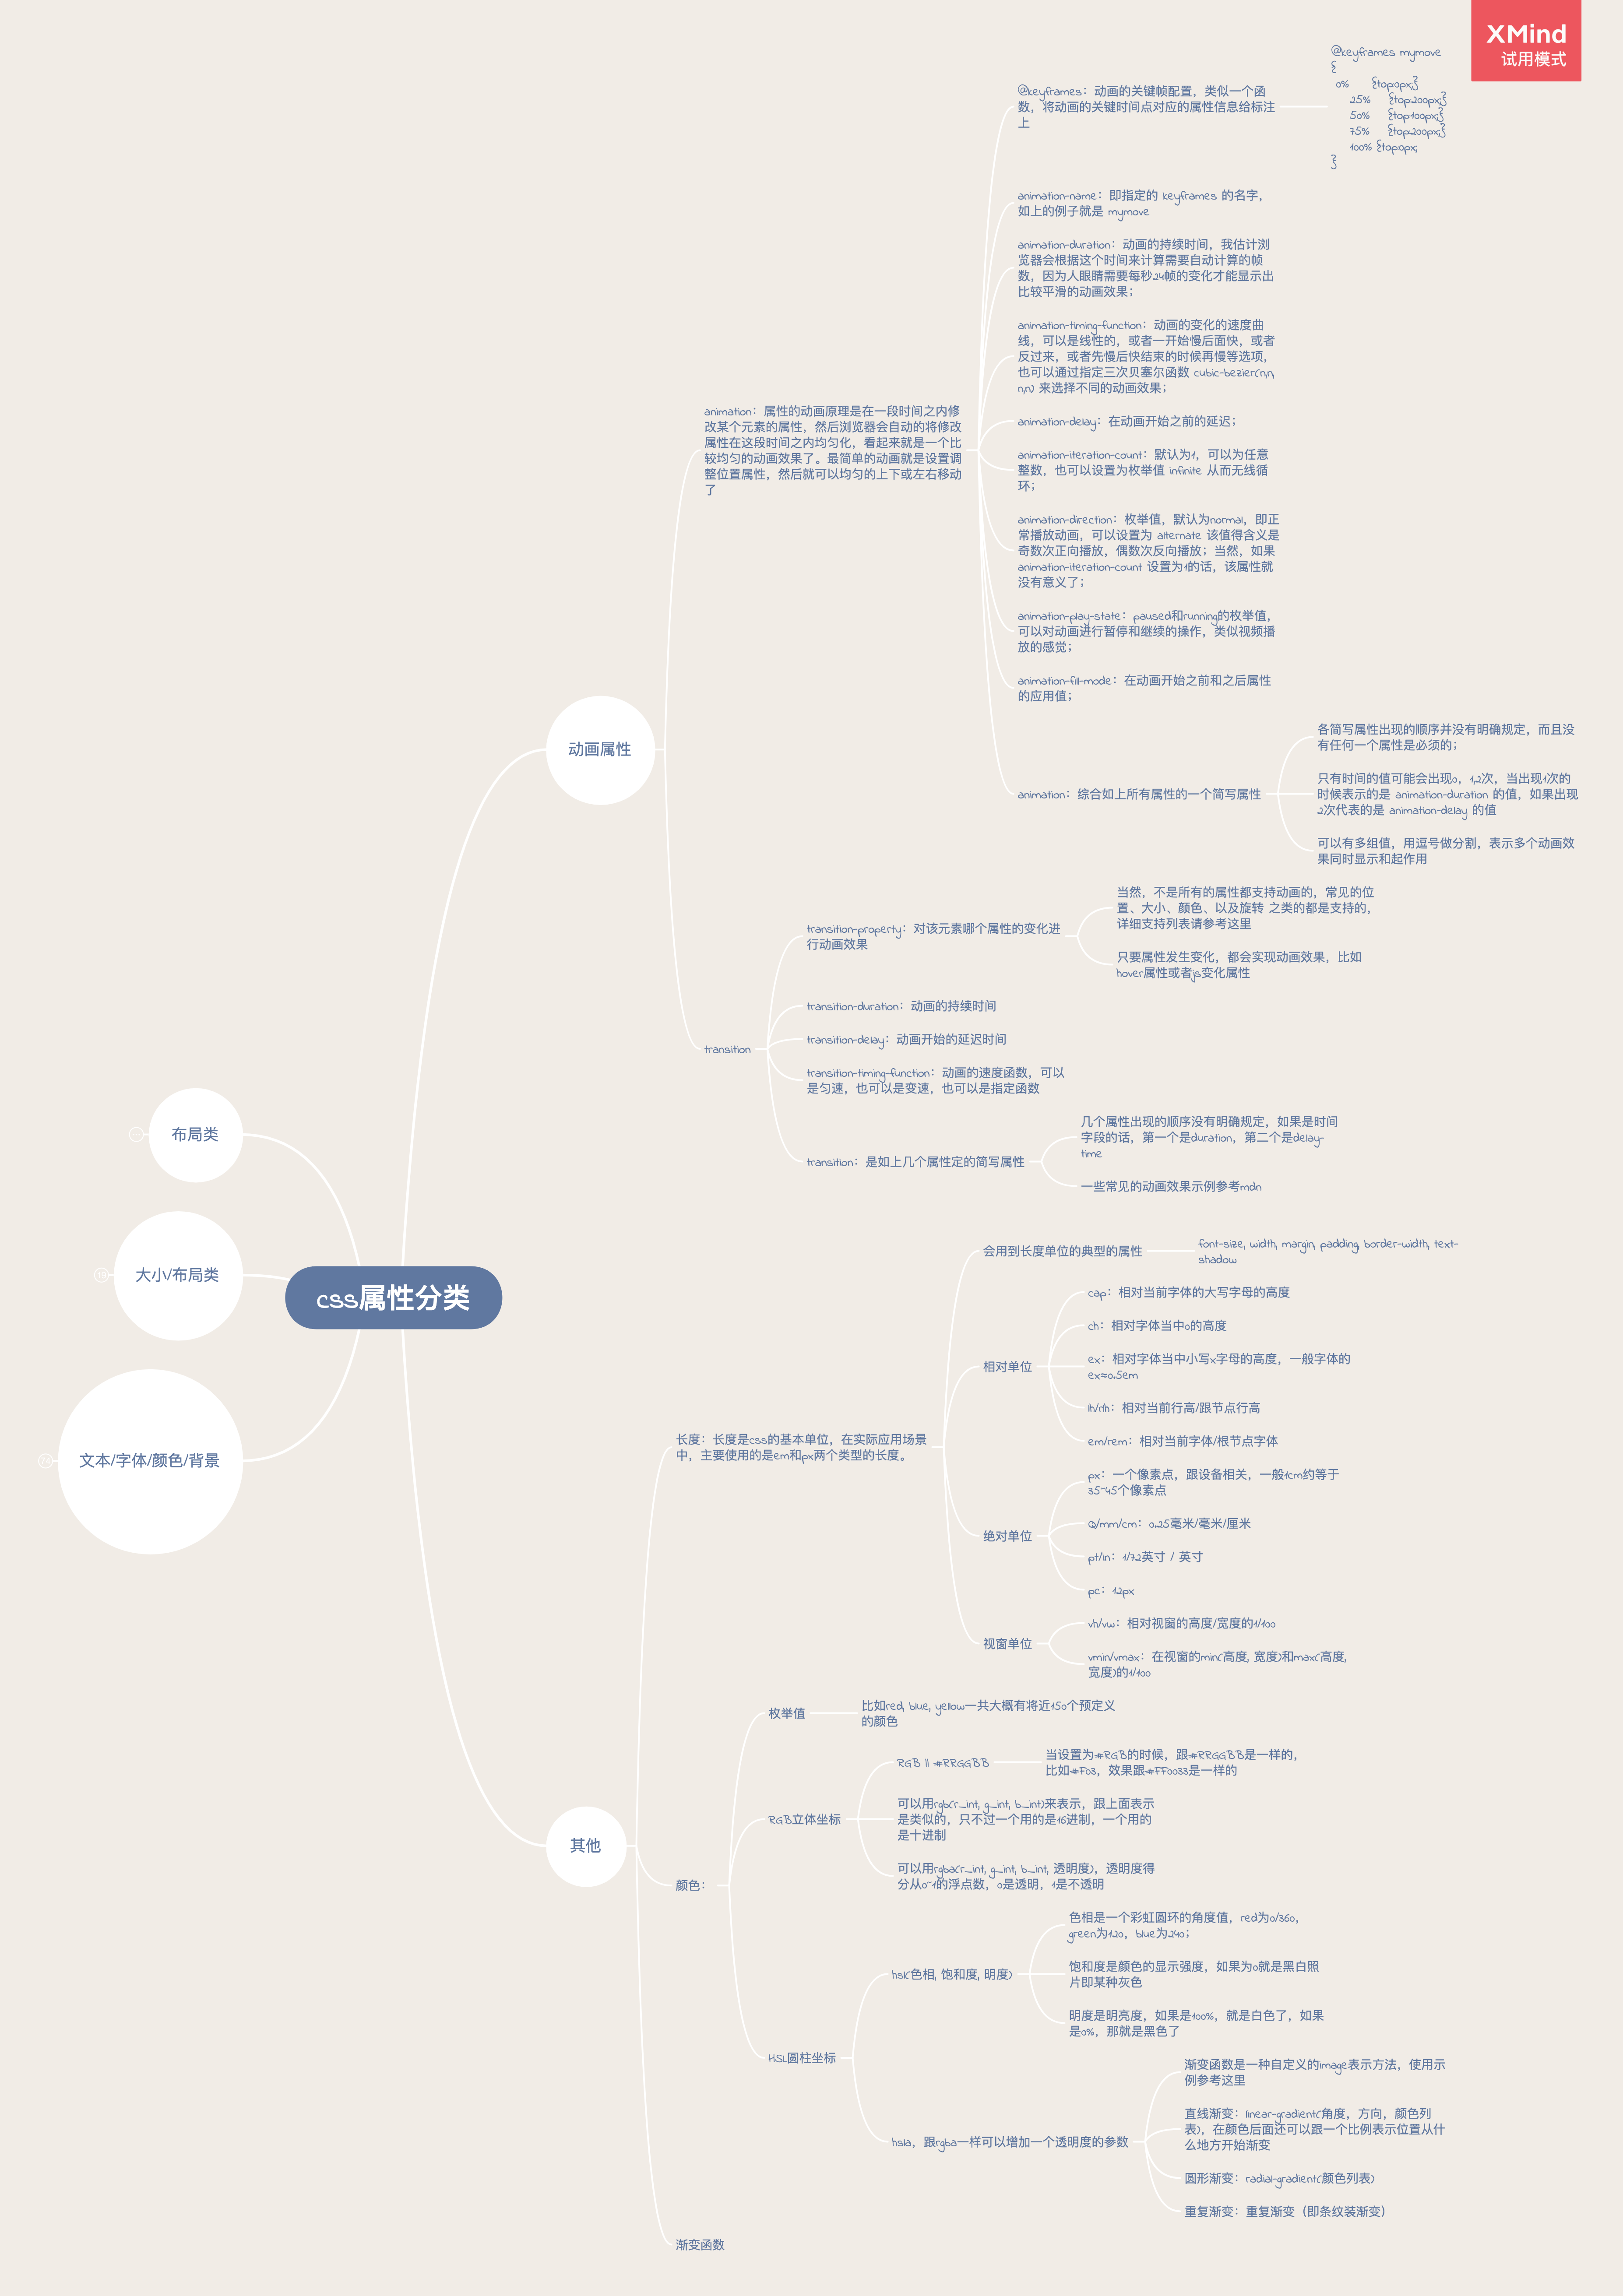 XMind
试用模式
@keyframes mymove
{
0% {top:0px;}
25% {top:200px;}
50% {top:100px;}
75% {top:200px;}
100% {top:0px;
}
@keyframes：动画的关键帧配置，类似一个函
数，将动画的关键时间点对应的属性信息给标注
上
animation-name：即指定的 keyframes 的名字，
如上的例子就是 mymove
animation-duration：动画的持续时间，我估计浏
览器会根据这个时间来计算需要自动计算的帧
数，因为人眼睛需要每秒24帧的变化才能显示出
比较平滑的动画效果；
animation-timing-function：动画的变化的速度曲
线，可以是线性的，或者一开始慢后面快，或者
反过来，或者先慢后快结束的时候再慢等选项，
也可以通过指定三次贝塞尔函数 cubic-bezier(n,n,
n,n) 来选择不同的动画效果；
animation-delay：在动画开始之前的延迟；
animation-iteration-count：默认为1，可以为任意
整数，也可以设置为枚举值 infinite 从而无线循
环；
animation-direction：枚举值，默认为normal，即正
常播放动画，可以设置为 alternate 该值得含义是
奇数次正向播放，偶数次反向播放；当然，如果
animation-iteration-count 设置为1的话，该属性就
没有意义了；
animation-play-state：paused和running的枚举值，
可以对动画进行暂停和继续的操作，类似视频播
放的感觉；
animation-fill-mode：在动画开始之前和之后属性
的应用值；
animation：综合如上所有属性的一个简写属性
各简写属性出现的顺序并没有明确规定，而且没
有任何一个属性是必须的；
只有时间的值可能会出现0，1,2次，当出现1次的
时候表示的是 animation-duration 的值，如果出现
2次代表的是 animation-delay 的值
可以有多组值，用逗号做分割，表示多个动画效
果同时显示和起作用
animation：属性的动画原理是在一段时间之内修
改某个元素的属性，然后浏览器会自动的将修改
属性在这段时间之内均匀化，看起来就是一个比
较均匀的动画效果了。最简单的动画就是设置调
整位置属性，然后就可以均匀的上下或左右移动
了
动画属性
transition-property：对该元素哪个属性的变化进
行动画效果
当然，不是所有的属性都支持动画的，常见的位
置、大小、颜色、以及旋转 之类的都是支持的，
详细支持列表请参考这里
只要属性发生变化，都会实现动画效果，比如
hover属性或者js变化属性
transition-duration：动画的持续时间
transition-delay：动画开始的延迟时间
transition
transition-timing-function：动画的速度函数，可以
是匀速，也可以是变速，也可以是指定函数
transition：是如上几个属性定的简写属性
几个属性出现的顺序没有明确规定，如果是时间
字段的话，第一个是duration，第二个是delay-
time
一些常见的动画效果示例参考mdn
布局类
大小/布局类
18
css属性分类
文本/字体/颜色/背景
24
会用到长度单位的典型的属性
font-size, width, margin, padding, border-width, text-
shadow
cap：相对当前字体的大写字母的高度
ch：相对字体当中0的高度
相对单位
ex：相对字体当中小写x字母的高度，一般字体的
ex≈0.5em
lh/rlh：相对当前行高/跟节点行高
em/rem：相对当前字体/根节点字体
长度：长度是css的基本单位，在实际应用场景
中，主要使用的是em和px两个类型的长度。
px：一个像素点，跟设备相关，一般1cm约等于
35~45个像素点
绝对单位
Q/mm/cm：0.25毫米/毫米/厘米
pt/in：1/72英寸 / 英寸
pc：12px
视窗单位
vh/vw：相对视窗的高度/宽度的1/100
vmin/vmax：在视窗的min(高度, 宽度)和max(高度,
宽度)的1/100
枚举值
比如red, blue, yellow一共大概有将近150个预定义
的颜色
RGB || #RRGGBB
当设置为#RGB的时候，跟#RRGGBB是一样的，
比如#F03，效果跟#FF0033是一样的
RGB立体坐标
可以用rgb(r_int, g_int, b_int)来表示，跟上面表示
是类似的，只不过一个用的是16进制，一个用的
是十进制
可以用rgba(r_int, g_int, b_int, 透明度)，透明度得
分从0~1的浮点数，0是透明，1是不透明
其他
颜色：
hsl(色相, 饱和度, 明度)
色相是一个彩虹圆环的角度值，red为0/360，
green为120，blue为240；
饱和度是颜色的显示强度，如果为0就是黑白照
片即某种灰色
明度是明亮度，如果是100%，就是白色了，如果
是0%，那就是黑色了
HSL圆柱坐标
hsla，跟rgba一样可以增加一个透明度的参数
渐变函数是一种自定义的image表示方法，使用示
例参考这里
直线渐变：linear-gradient(角度，方向，颜色列
表)，在颜色后面还可以跟一个比例表示位置从什
么地方开始渐变
圆形渐变：radial-gradient(颜色列表)
重复渐变：重复渐变（即条纹装渐变）
渐变函数